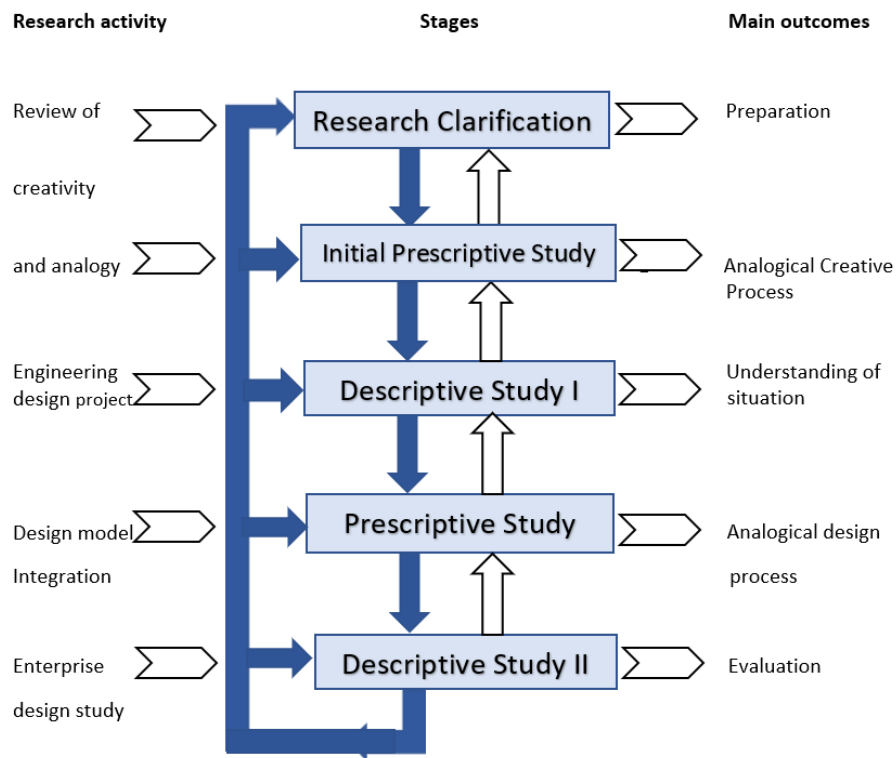 Research activity
Stages
Main outcomes
Review of
Research Clarification
Preparation
creativity
and analogy
Initial Prescriptive Study
Analogical Creative
Process
Engineering
design project
Descriptive Study I
Understanding of
situation
Design model
Integration
Prescriptive Study
Analogical design
process
Enterprise
design study
Descriptive Study II
Evaluation